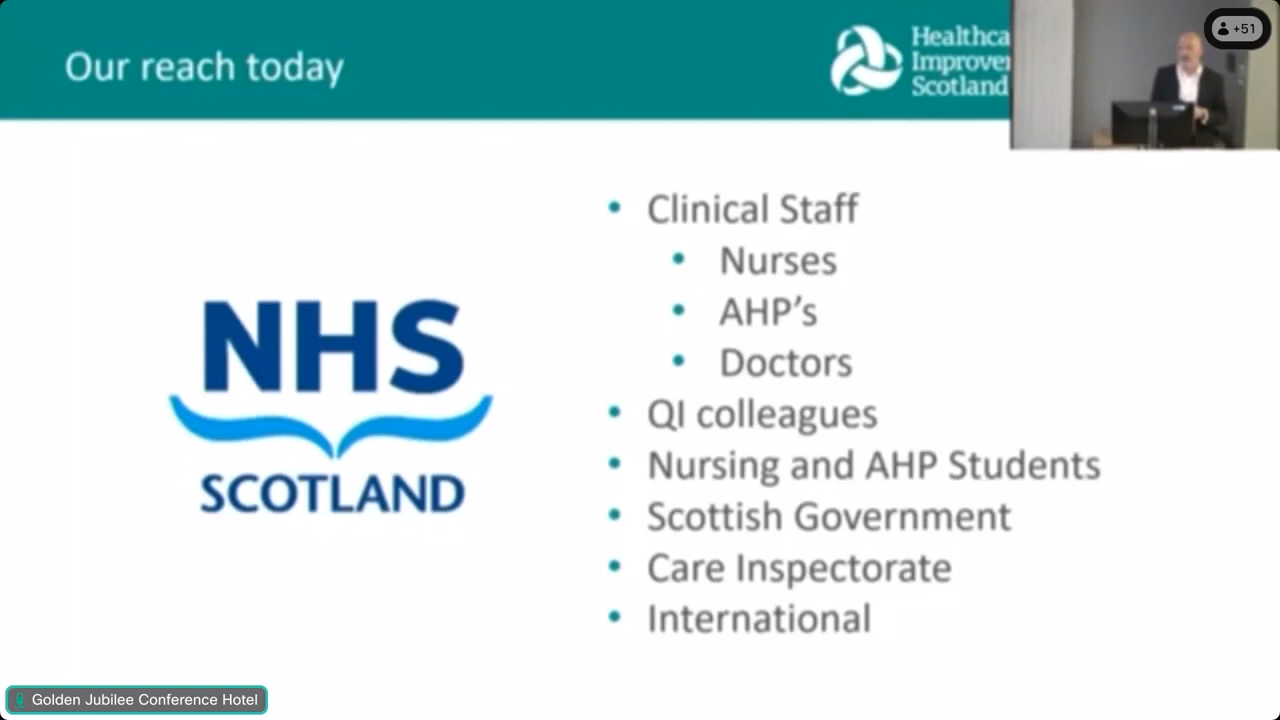 Our reach today
Healthca
Improve
Scotland
+51
Clinical Staff
Nurses
AHP’s
Doctors
QI colleagues
Nursing and AHP Students
Scottish Government
Care Inspectorate
International
NHS
SCOTLAND
Golden Jubilee Conference Hotel